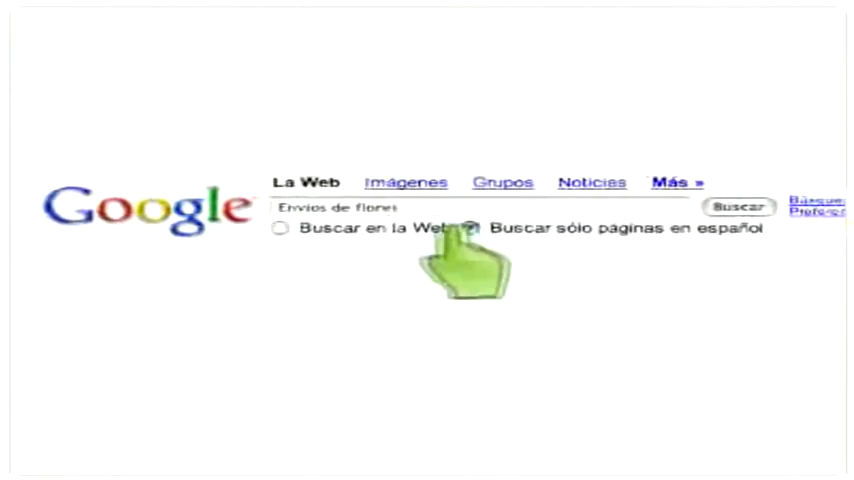 La Web Imágenes Grupos Noticias Más »
Google Envíos de flores Buscar
Buscar en la Web Buscar sólo páginas en español